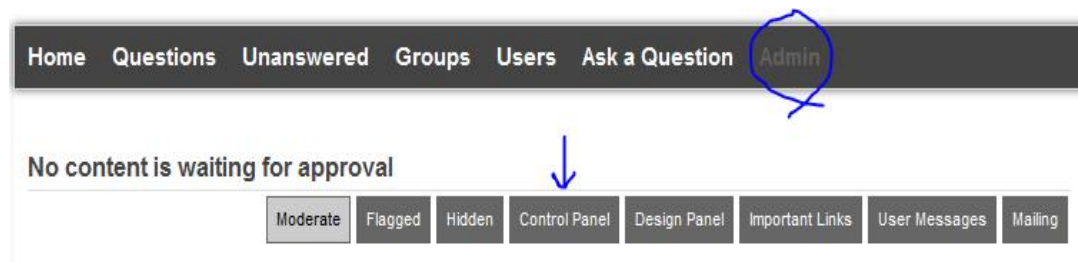 Home Questions Unanswered Groups Users Ask a Question Admin
No content is waiting for approval
Moderate Flagged Hidden Control Panel Design Panel Important Links User Messages Mailing